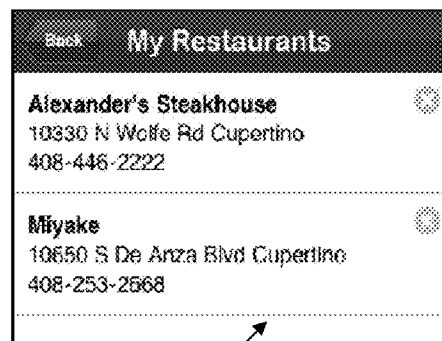 Back
My Restaurants
Alexander's Steakhouse
10330 N Wolfe Rd Cupertino
408-446-2222
Miyake
10650 S De Anza Blvd Cupertino
408-253-2668